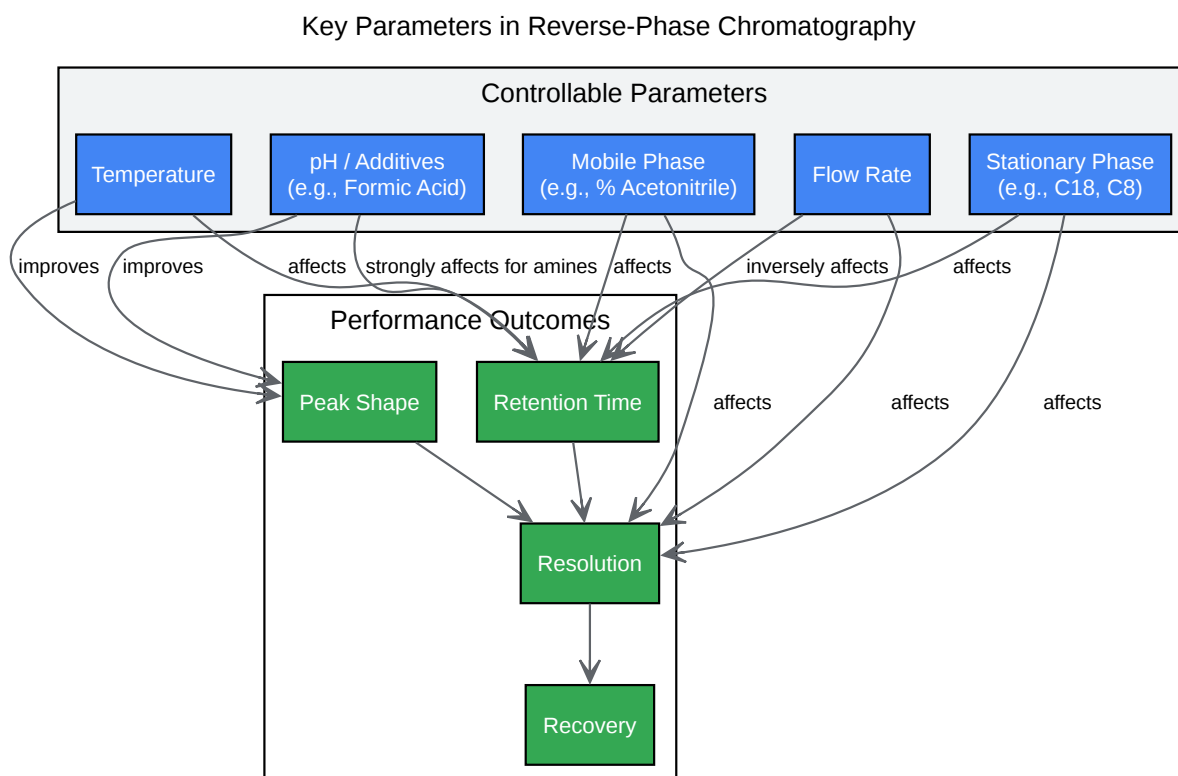 Key Parameters in Reverse-Phase Chromatography
Controllable Parameters
Temperature
pH / Additives
(e.g., Formic Acid)
Mobile Phase
(e.g., % Acetonitrile)
Flow Rate
Stationary Phase
(e.g., C18, C8)
improves
improves
affects
strongly affects for amines
affects
inversely affects
affects
Performance Outcomes
Peak Shape
Retention Time
affects
affects
affects
Resolution
Recovery